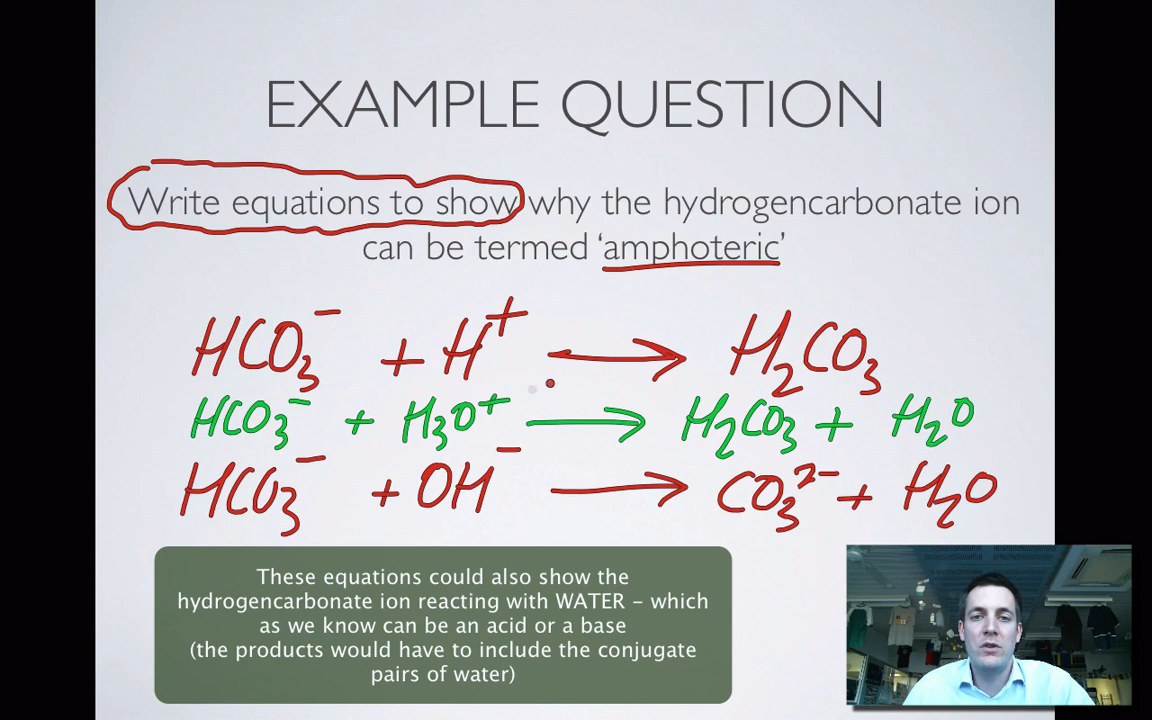 EXAMPLE QUESTION
Write equations to show why the hydrogencarbonate ion
can be termed ‘amphoteric’
HCO₃⁻ + H⁺ → H₂CO₃
HCO₃⁻ + H₃O⁺ → H₂CO₃ + H₂O
HCO₃⁻ + OH⁻ → CO₃²⁻ + H₂O
These equations could also show the
hydrogencarbonate ion reacting with WATER – which
as we know can be an acid or a base
(the products would have to include the conjugate
pairs of water)